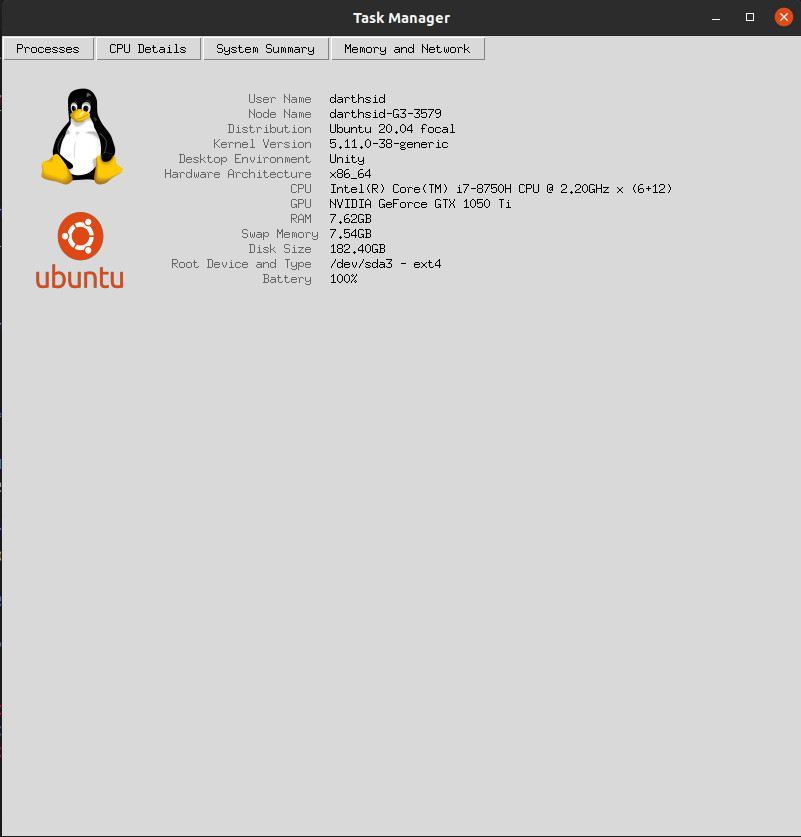 Task Manager
Processes CPU Details System Summary Memory and Network
User Name darthsid
Node Name darthsid-G3-3579
Distribution Ubuntu 20.04 focal
Kernel Version 5.11.0-38-generic
Desktop Environment Unity
Hardware Architecture x86_64
CPU Intel(R) Core(TM) i7-8750H CPU @ 2.20GHz x (6+12)
GPU NVIDIA GeForce GTX 1050 Ti
RAM 7.62GB
Swap Memory 7.54GB
Disk Size 182.40GB
Root Device and Type /dev/sda3 - ext4
Battery 100%
ubuntu